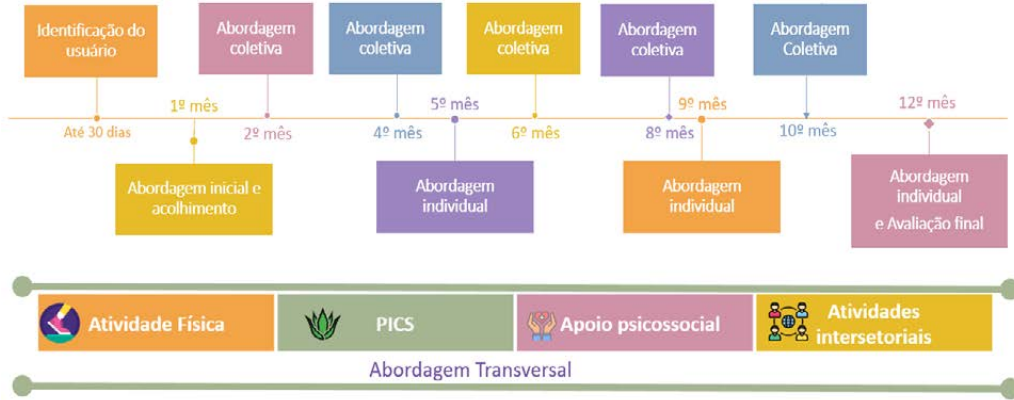 Identificação do
usuário
Abordagem
coletiva
Abordagem
coletiva
Abordagem
coletiva
Abordagem
coletiva
Abordagem
Coletiva
1º mês
5º mês
9º mês
12º mês
Até 30 dias
2º mês
4º mês
6º mês
8º mês
10º mês
Abordagem inicial e
acolhimento
Abordagem
individual
Abordagem
individual
Abordagem
individual
e Avaliação final
Atividade Física
PICS
Apoio psicossocial
Atividades
intersetoriais
Abordagem Transversal